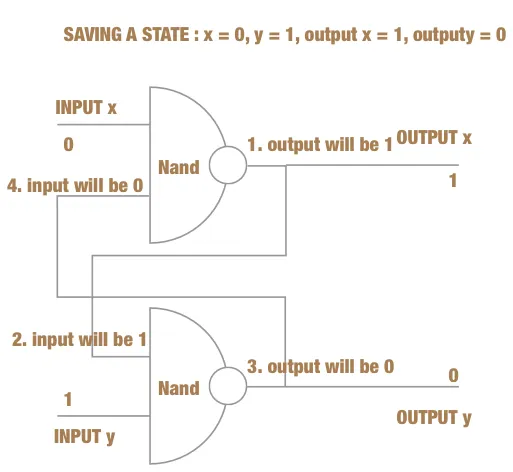 SAVING A STATE : x = 0, y = 1, output x = 1, outputy = 0
INPUT x
0
1. output will be 1
OUTPUT x
1
Nand
4. input will be 0
2. input will be 1
3. output will be 0
0
Nand
1
INPUT y
OUTPUT y